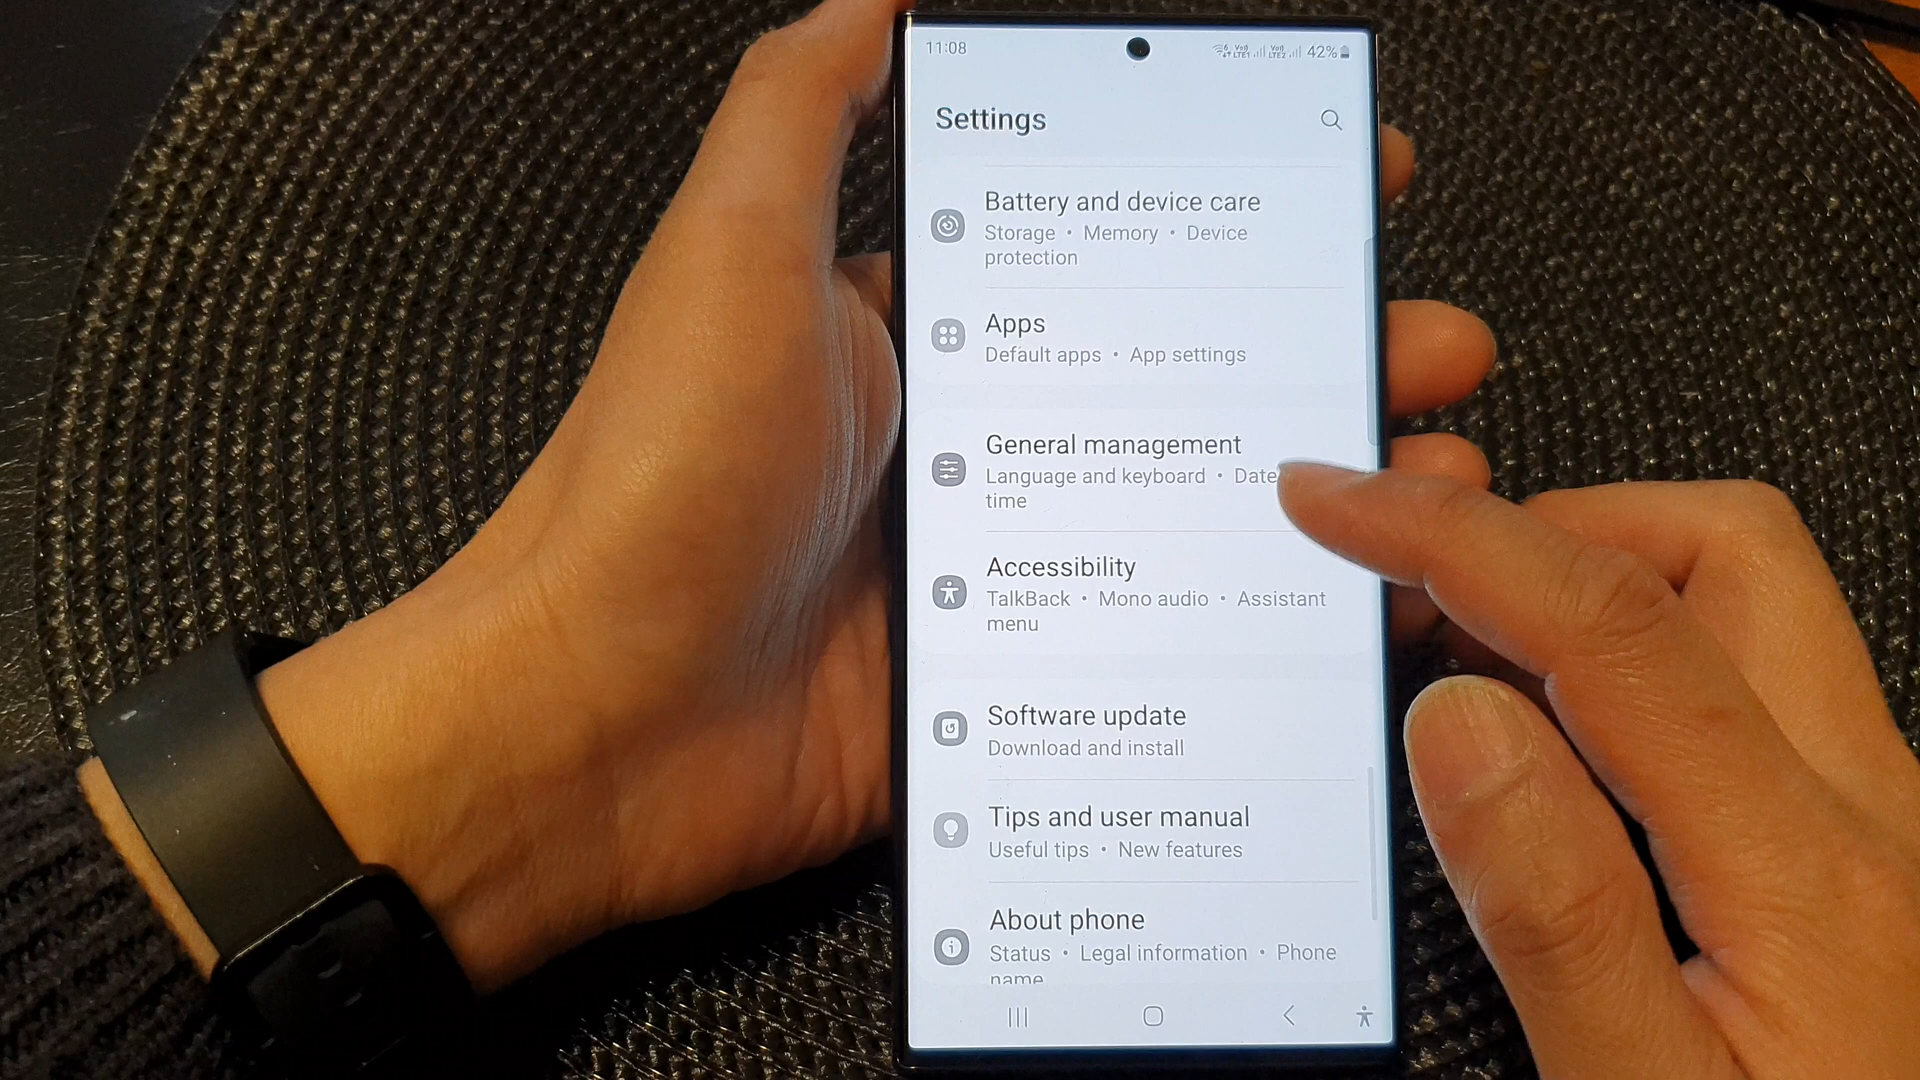 11:08
42%
Settings
Battery and device care
Storage • Memory • Device
protection
Apps
Default apps • App settings
General management
Language and keyboard • Date
time
Accessibility
TalkBack • Mono audio • Assistant
menu
Software update
Download and install
Tips and user manual
Useful tips • New features
About phone
Status • Legal information • Phone
name